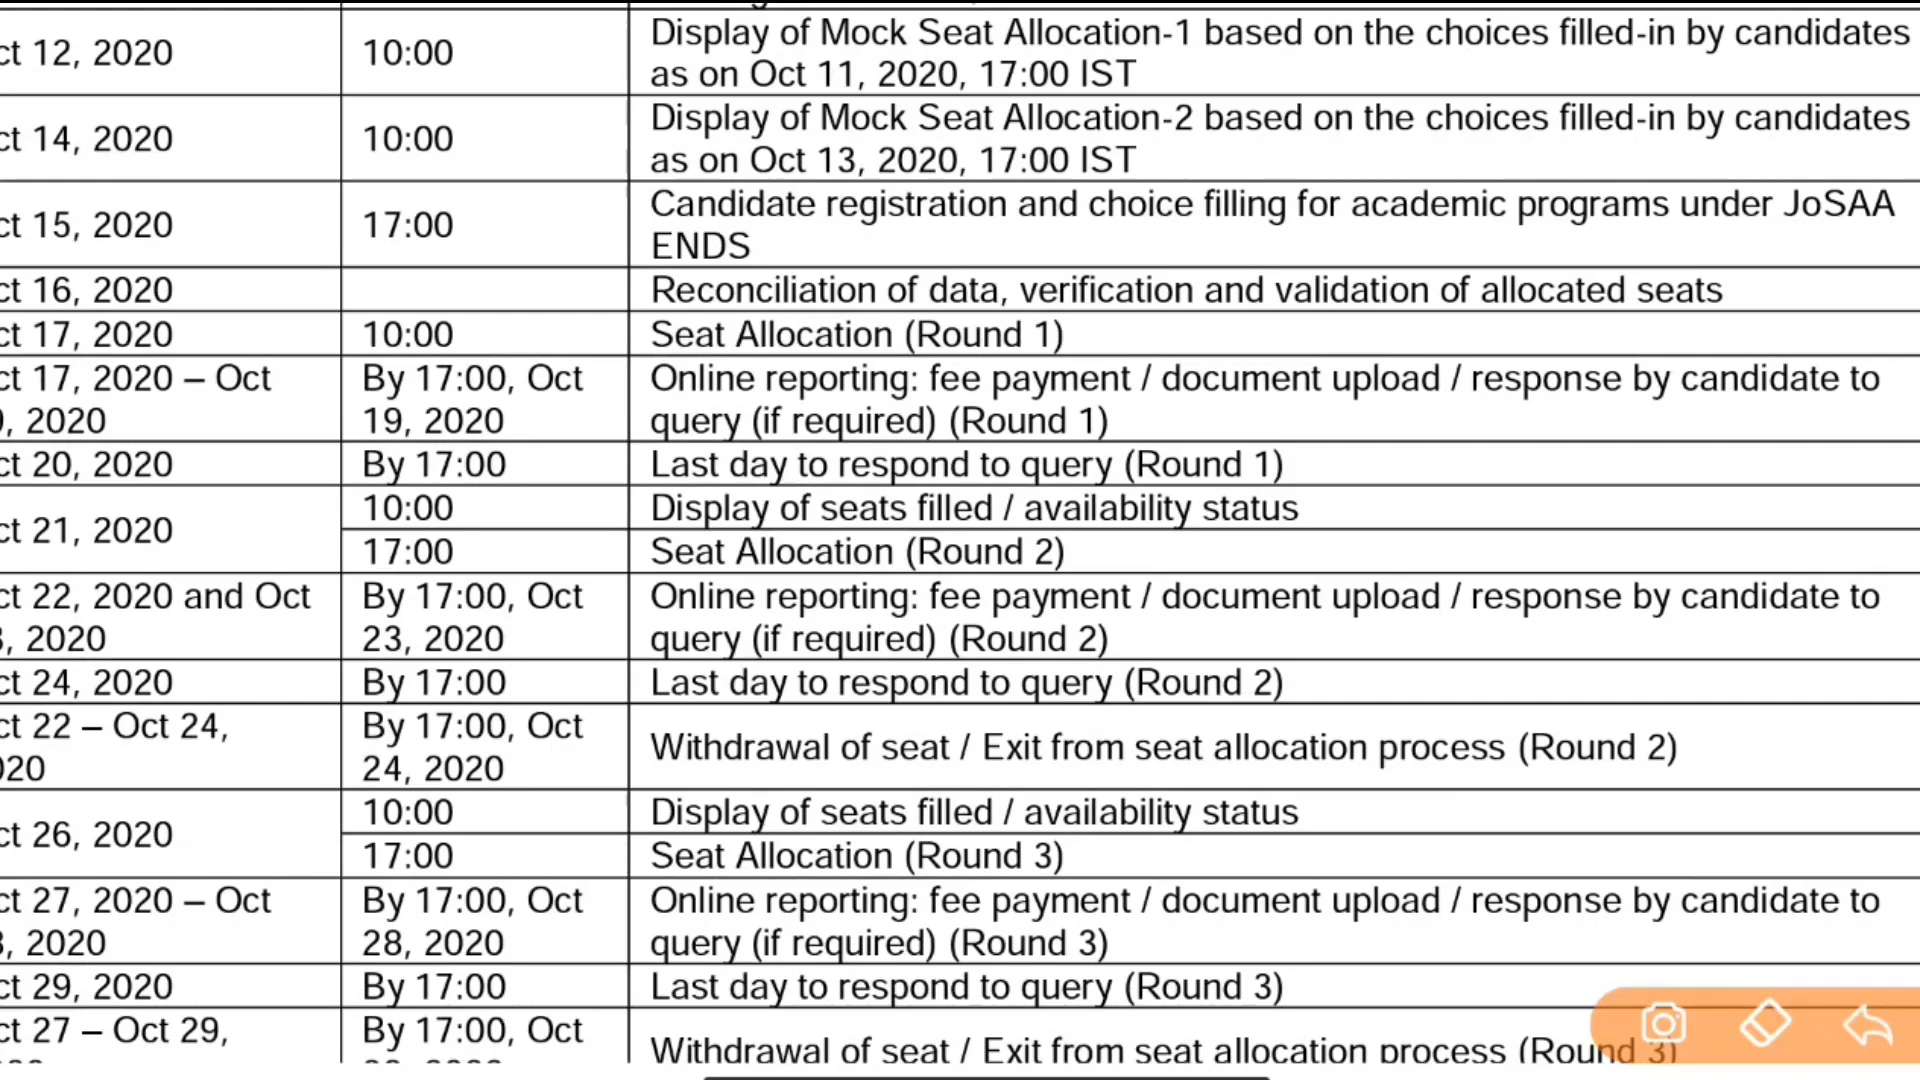 ct 12, 2020
10:00
Display of Mock Seat Allocation-1 based on the choices filled-in by candidates
as on Oct 11, 2020, 17:00 IST
ct 14, 2020
10:00
Display of Mock Seat Allocation-2 based on the choices filled-in by candidates
as on Oct 13, 2020, 17:00 IST
ct 15, 2020
17:00
Candidate registration and choice filling for academic programs under JoSAA
ENDS
ct 16, 2020
Reconciliation of data, verification and validation of allocated seats
ct 17, 2020
10:00
Seat Allocation (Round 1)
ct 17, 2020 – Oct
9, 2020
By 17:00, Oct
19, 2020
Online reporting: fee payment / document upload / response by candidate to
query (if required) (Round 1)
ct 20, 2020
By 17:00
Last day to respond to query (Round 1)
ct 21, 2020
10:00
Display of seats filled / availability status
17:00
Seat Allocation (Round 2)
ct 22, 2020 and Oct
3, 2020
By 17:00, Oct
23, 2020
Online reporting: fee payment / document upload / response by candidate to
query (if required) (Round 2)
ct 24, 2020
By 17:00
Last day to respond to query (Round 2)
ct 22 – Oct 24,
020
By 17:00, Oct
24, 2020
Withdrawal of seat / Exit from seat allocation process (Round 2)
ct 26, 2020
10:00
Display of seats filled / availability status
17:00
Seat Allocation (Round 3)
ct 27, 2020 – Oct
8, 2020
By 17:00, Oct
28, 2020
Online reporting: fee payment / document upload / response by candidate to
query (if required) (Round 3)
ct 29, 2020
By 17:00
Last day to respond to query (Round 3)
ct 27 – Oct 29,
By 17:00, Oct
Withdrawal of seat / Exit from seat allocation process (Round 3)